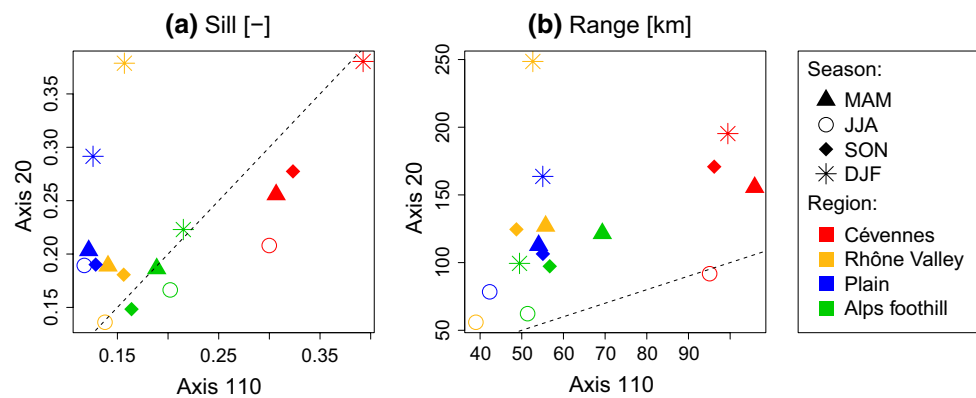 (a) Sill [−]
Axis 20
0.15 0.20 0.25 0.30 0.35
0.15 0.25 0.35
Axis 110
(b) Range [km]
Axis 20
50 100 150 200 250
40 50 60 70 80 90
Axis 110
Season:
MAM
JJA
SON
DJF
Region:
Cévennes
Rhône Valley
Plain
Alps foothill